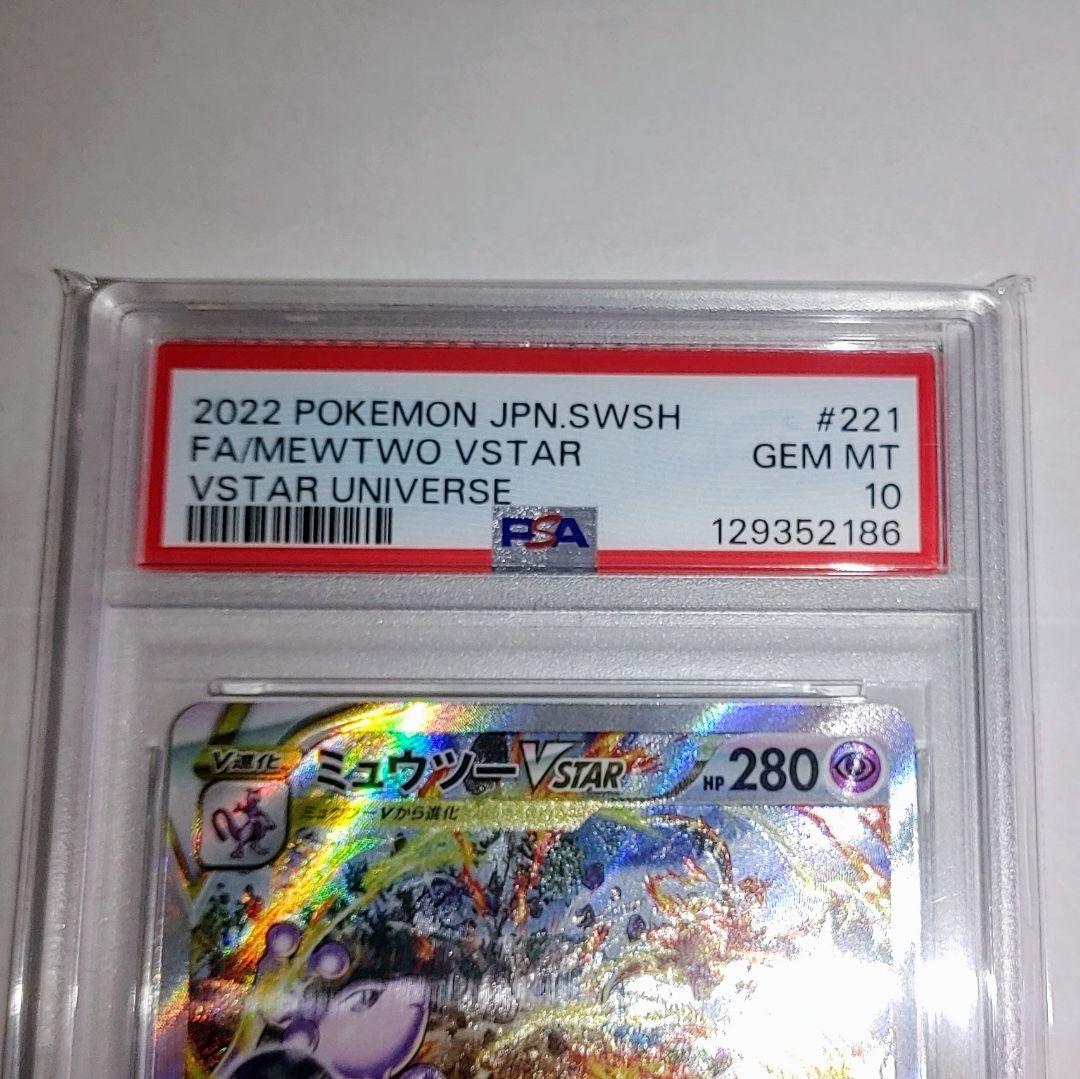 2022 POKEMON JPN.SWSH #221
FA/MEWTWO VSTAR GEM MT
VSTAR UNIVERSE 10
PSA 129352186
V進化 ミュウツーVSTAR HP 280
ミュウツーVから進化